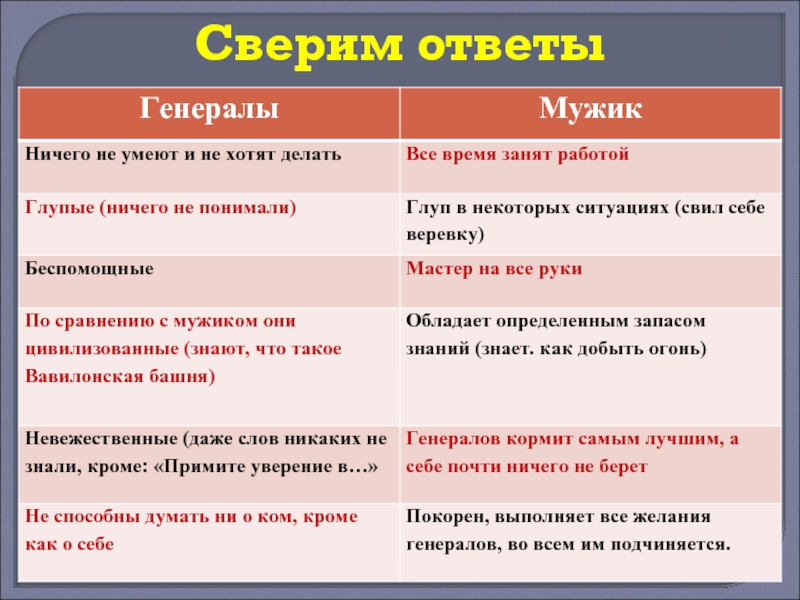 Сверим ответы
Генералы
Мужик
Ничего не умеют и не хотят делать
Все время занят работой
Глупые (ничего не понимали)
Глуп в некоторых ситуациях (свил себе
веревку)
Беспомощные
Мастер на все руки
По сравнению с мужиком они
цивилизованные (знают, что такое
Вавилонская башня)
Обладает определенным запасом
знаний (знает. как добыть огонь)
Невежественные (даже слов никаких не
знали, кроме: «Примите уверение в…»
Генералов кормит самым лучшим, а
себе почти ничего не берет
Не способны думать ни о ком, кроме
как о себе
Покорен, выполняет все желания
генералов, во всем им подчиняется.